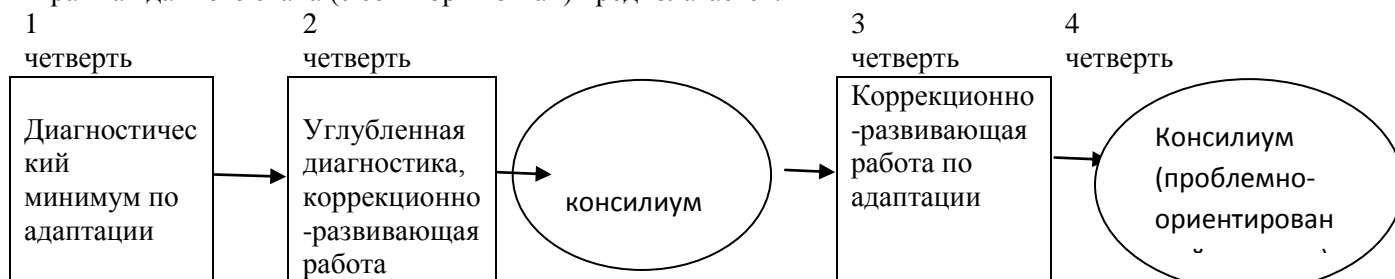 1
четверть
2
четверть
3
четверть
4
четверть
Диагностичес
кий
минимум по
адаптации
Углубленная
диагностика,
коррекционно
-развивающая
работа
консилиум
Коррекционно
-развивающая
работа по
адаптации
Консилиум
(проблемно-
ориентирован